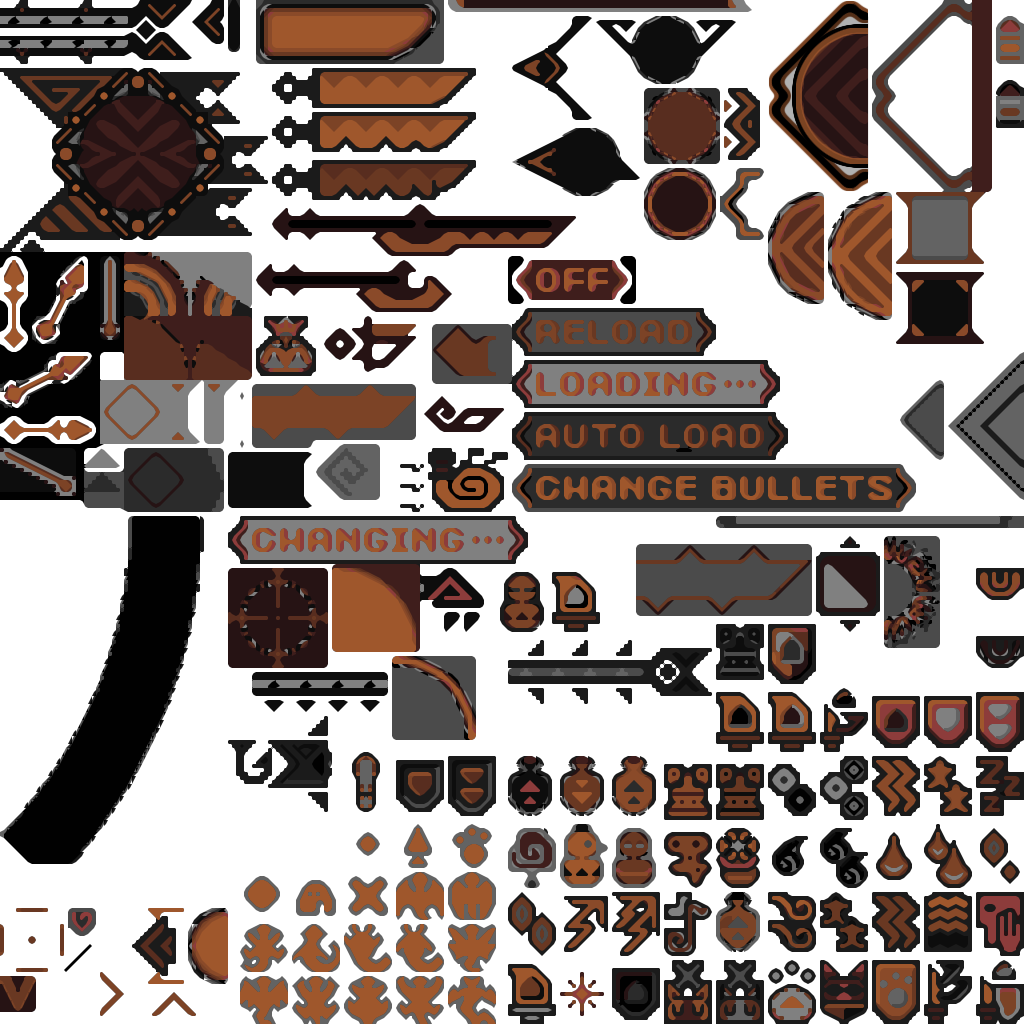 OFF
RELOAD
LOADING...
AUTO LOAD
CHANGE BULLETS
CHANGING...